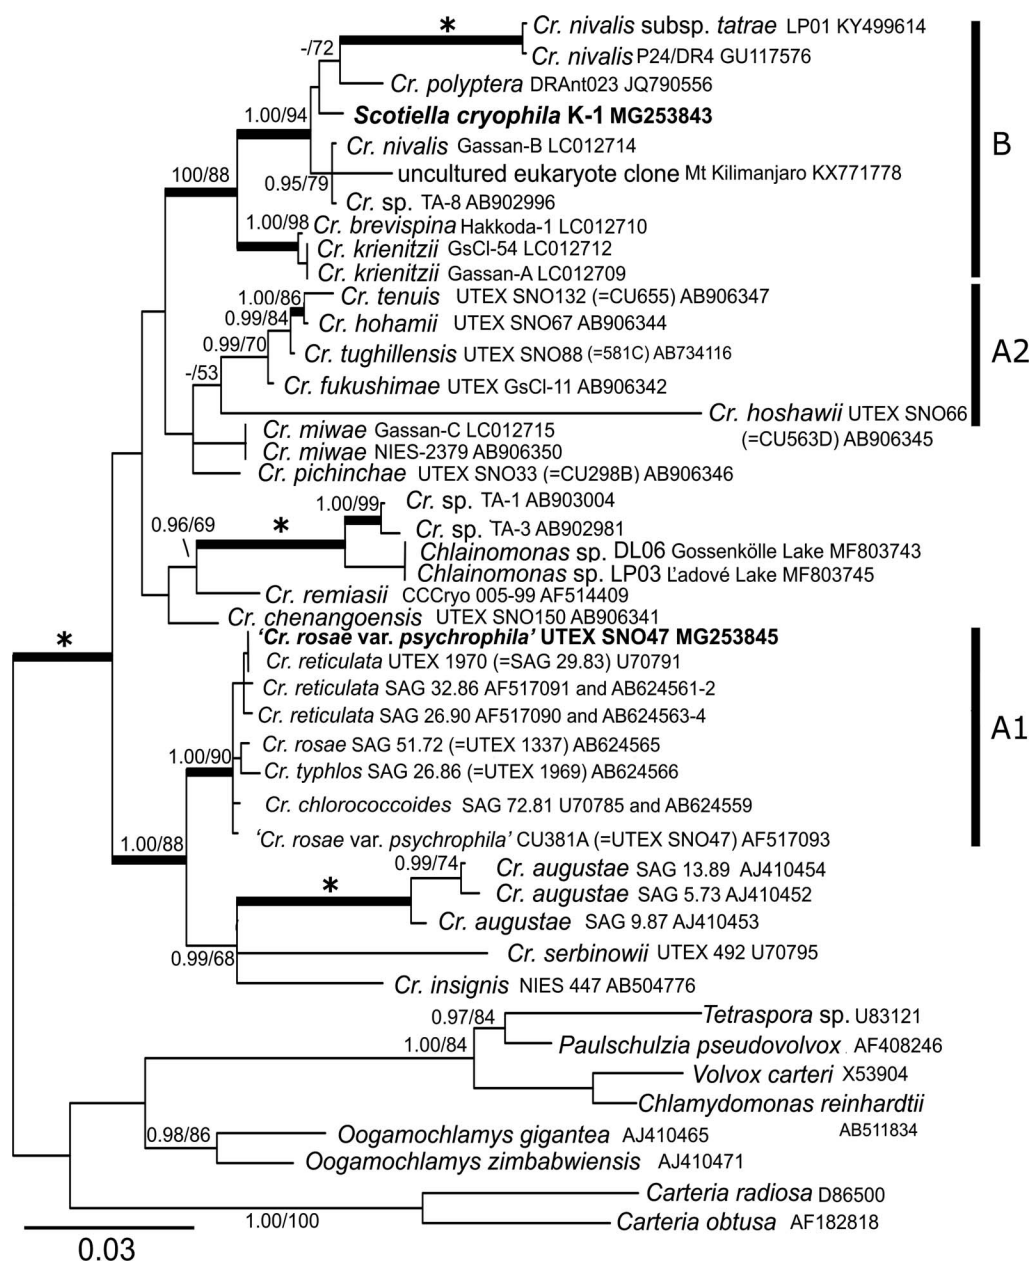 *
Cr. nivalis subsp. tatrae LP01 KY499614
-/72
Cr. nivalis P24/DR4 GU117576
Cr. polyptera DRAnt023 JQ790556
1.00/94
Scotiella cryophila K-1 MG253843
B
Cr. nivalis Gassan-B LC012714
100/88
uncultured eukaryote clone Mt Kilimanjaro KX771778
0.95/79
Cr. sp. TA-8 AB902996
1.00/98
Cr. brevispina Hakkoda-1 LC012710
Cr. krienitzii GsCl-54 LC012712
Cr. krienitzii Gassan-A LC012709
1.00/86
Cr. tenuis UTEX SNO132 (=CU655) AB906347
0.99/84
Cr. hohamii UTEX SNO67 AB906344
0.99/70
Cr. tughillensis UTEX SNO88 (=581C) AB734116
A2
-/53
Cr. fukushimae UTEX GsCl-11 AB906342
Cr. hoshawii UTEX SNO66
(=CU563D) AB906345
Cr. miwae Gassan-C LC012715
Cr. miwae NIES-2379 AB906350
Cr. pichinchae UTEX SNO33 (=CU298B) AB906346
1.00/99
Cr. sp. TA-1 AB903004
0.96/69
*
Cr. sp. TA-3 AB902981
Chlainomonas sp. DL06 Gossenkölle Lake MF803743
Chlainomonas sp. LP03 Ľadové Lake MF803745
Cr. remiasii CCCryo 005-99 AF514409
Cr. chenangoensis UTEX SNO150 AB906341
*
‘Cr. rosae var. psychrophila’ UTEX SNO47 MG253845
Cr. reticulata UTEX 1970 (=SAG 29.83) U70791
Cr. reticulata SAG 32.86 AF517091 and AB624561-2
Cr. reticulata SAG 26.90 AF517090 and AB624563-4
A1
Cr. rosae SAG 51.72 (=UTEX 1337) AB624565
1.00/90
Cr. typhlos SAG 26.86 (=UTEX 1969) AB624566
Cr. chlorococcoides SAG 72.81 U70785 and AB624559
‘Cr. rosae var. psychrophila’ CU381A (=UTEX SNO47) AF517093
1.00/88
0.99/74
Cr. augustae SAG 13.89 AJ410454
*
Cr. augustae SAG 5.73 AJ410452
Cr. augustae SAG 9.87 AJ410453
Cr. serbinowii UTEX 492 U70795
0.99/68
Cr. insignis NIES 447 AB504776
0.97/84
Tetraspora sp. U83121
1.00/84
Paulschulzia pseudovolvox AF408246
Volvox carteri X53904
Chlamydomonas reinhardtii
AB511834
0.98/86
Oogamochlamys gigantea AJ410465
Oogamochlamys zimbabwiensis AJ410471
Carteria radiosa D86500
1.00/100
Carteria obtusa AF182818
0.03